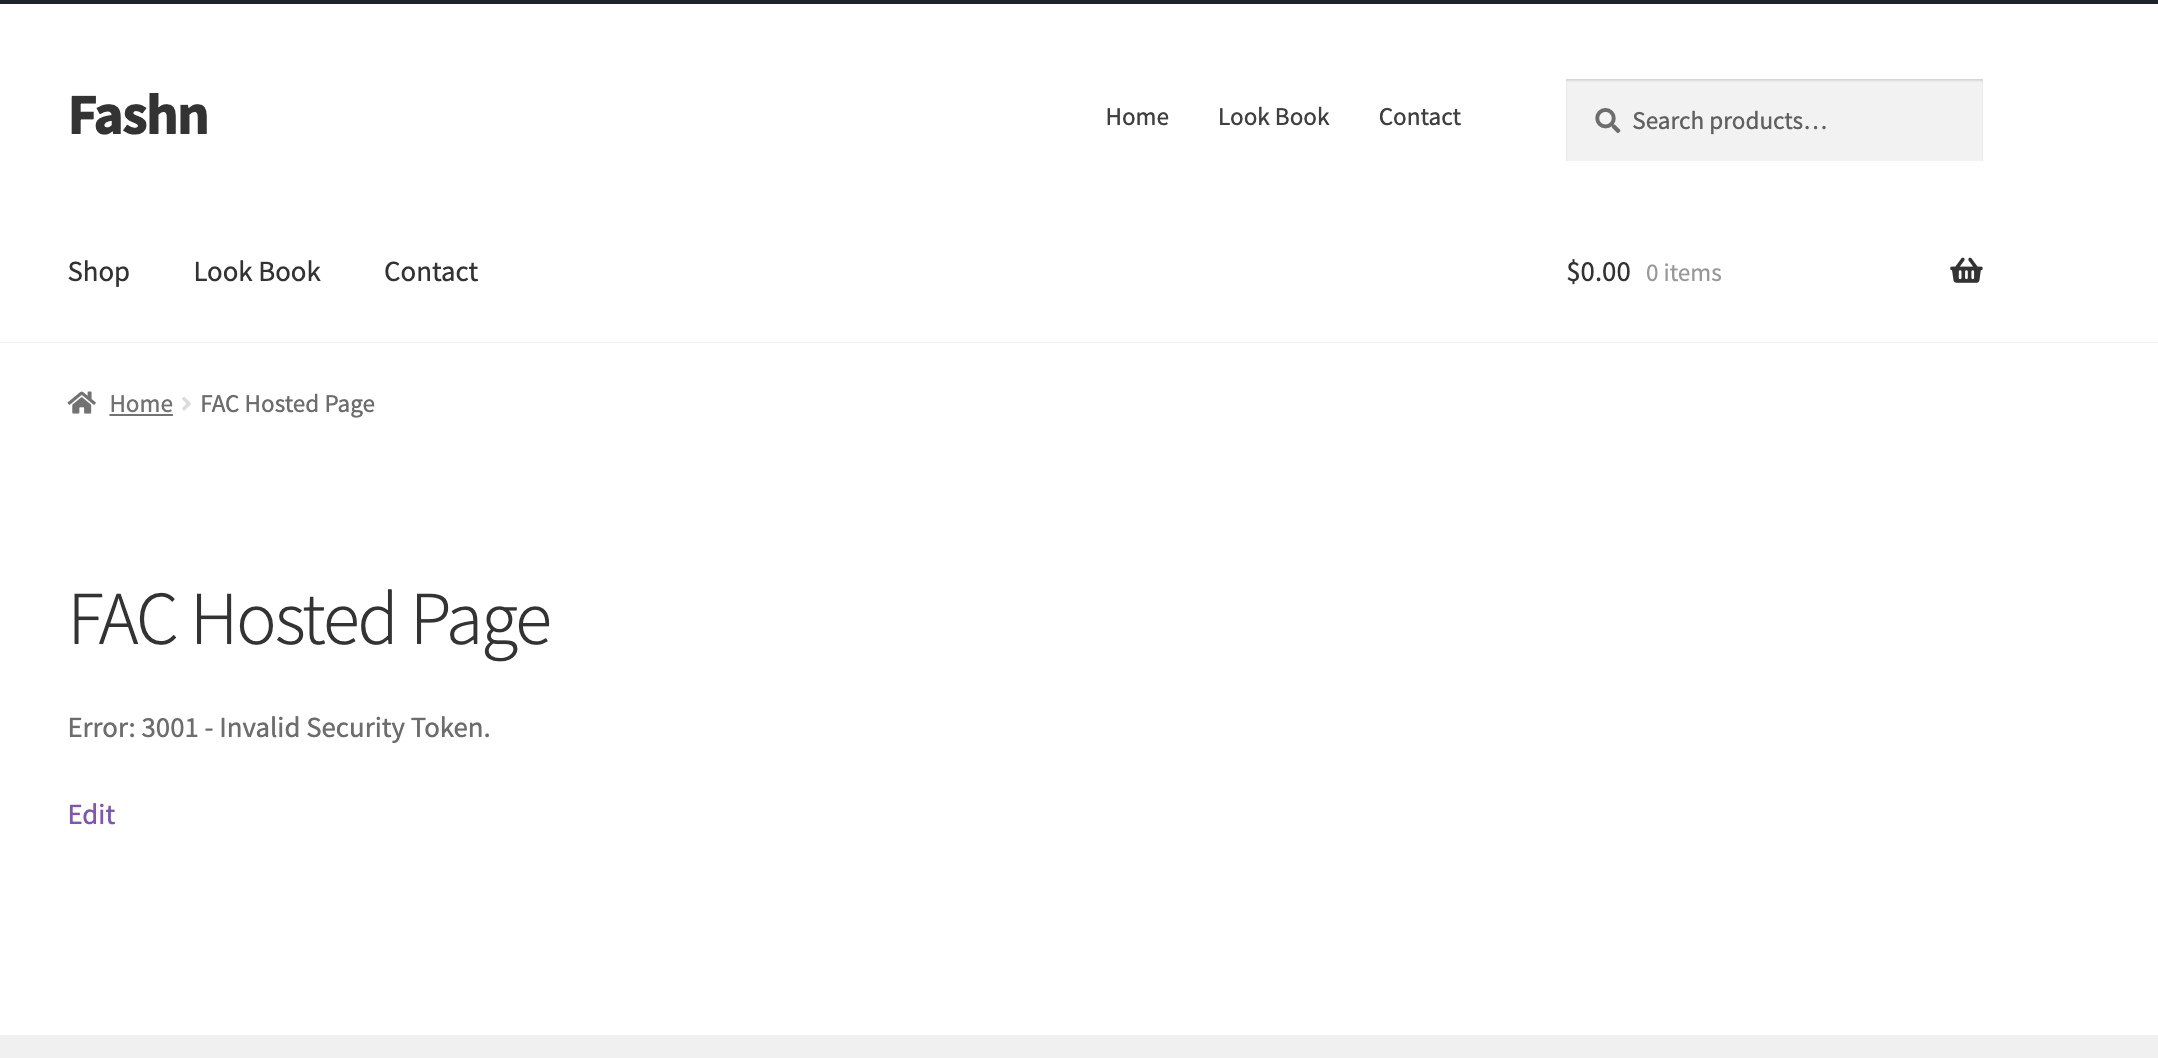 Fashn
Home
Look Book
Contact
Search products…
Shop
Look Book
Contact
$0.00 0 items
Home FAC Hosted Page
FAC Hosted Page
Error: 3001 - Invalid Security Token.
Edit